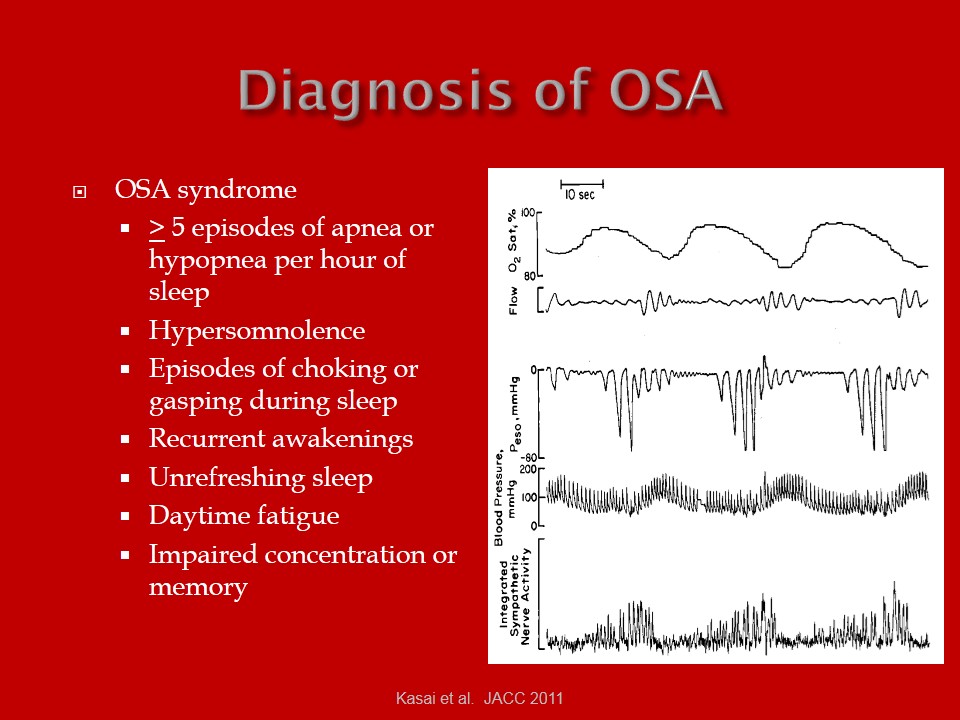 Diagnosis of OSA
OSA syndrome
≥ 5 episodes of apnea or
hypopnea per hour of
sleep
Hypersomnolence
Episodes of choking or
gasping during sleep
Recurrent awakenings
Unrefreshing sleep
Daytime fatigue
Impaired concentration or
memory
10 sec
O2 Sat, %
100
80
Flow
PESO, mmHg
0
-80
Blood Pressure,
mmHg
200
100
0
Integrated
Sympathetic
Nerve Activity
Kasai et al. JACC 2011